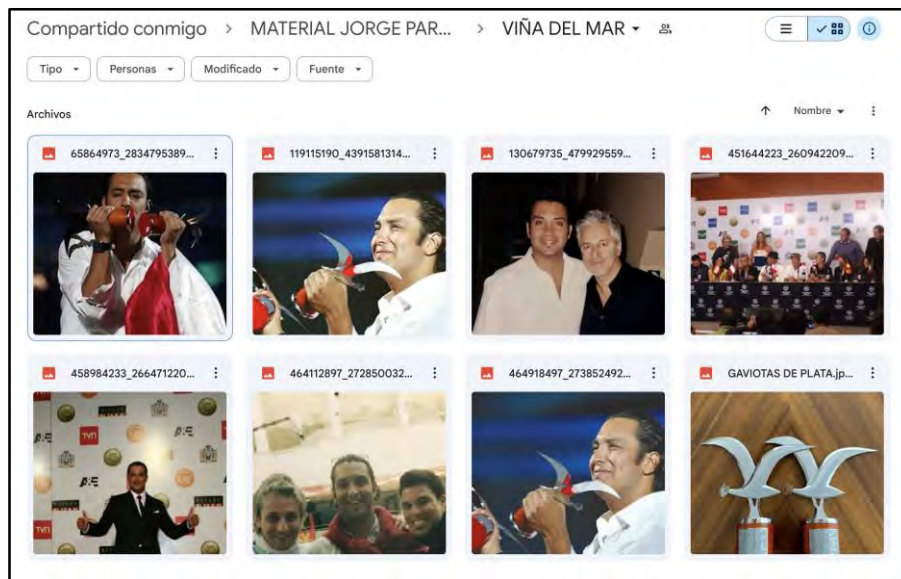 Compartido conmigo > MATERIAL JORGE PAR... > VIÑA DEL MAR
Tipo Personas Modificado Fuente
Archivos Nombre
65864973_2834795389... 119115190_4391581314... 130679735_479929559... 451644223_260942209...
458984233_266471220... 464112897_272850032... 464918497_273852492... GAVIOTAS DE PLATA.jp...
TVN
A&E